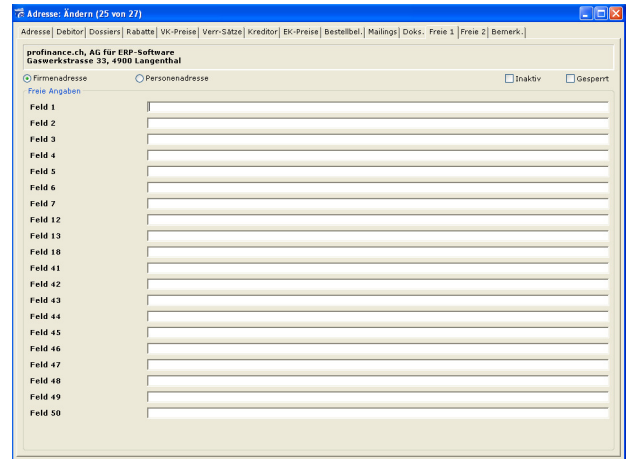 Adresse: Ändern (25 von 27)
Adresse Debitor Dossiers Rabatte VK-Preise Verr-Sätze Kreditor EK-Preise Bestellbel. Mailings Doks. Freie 1 Freie 2 Bemerk.
profinance.ch, AG für ERP-Software
Gaswerkstrasse 33, 4900 Langenthal
Firmenadresse Personenadresse Inaktiv Gesperrt
Freie Angaben
Feld 1
Feld 2
Feld 3
Feld 4
Feld 5
Feld 6
Feld 7
Feld 12
Feld 13
Feld 18
Feld 41
Feld 42
Feld 43
Feld 44
Feld 45
Feld 46
Feld 47
Feld 48
Feld 49
Feld 50